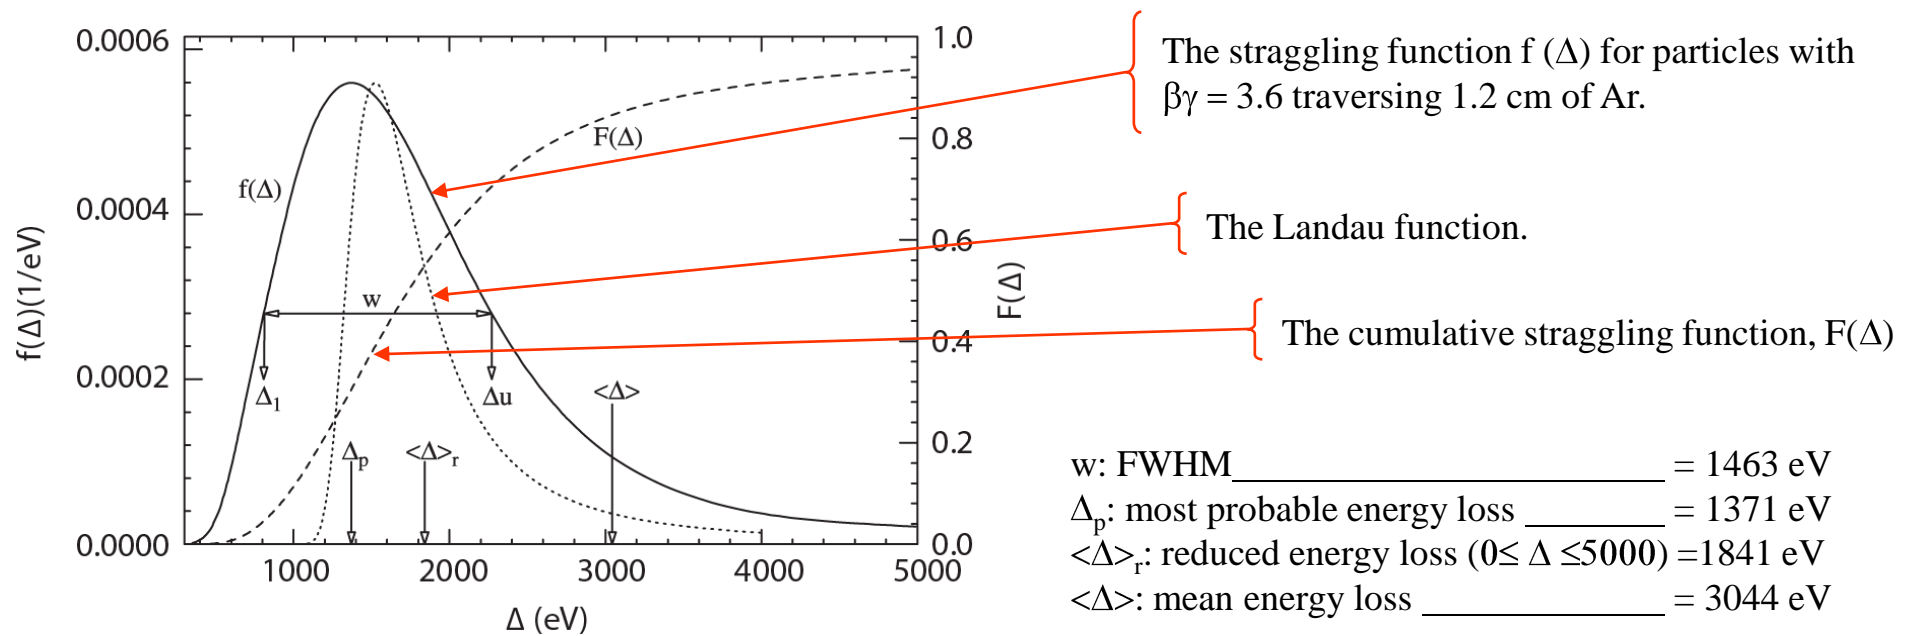 0.0006
0.0004
0.0002
0.0000
f(Δ)(1/eV)
1000
2000
3000
4000
5000
Δ (eV)
1.0
0.8
0.6
0.4
0.2
0.0
F(Δ)
f(Δ)
F(Δ)
w
Δ₁
Δu
<Δ>
Δp
<Δ>r
The straggling function f (Δ) for particles with
βγ = 3.6 traversing 1.2 cm of Ar.
The Landau function.
The cumulative straggling function, F(Δ)
w: FWHM_______________________ = 1463 eV
Δp: most probable energy loss _______ = 1371 eV
<Δ>r: reduced energy loss (0≤ Δ ≤5000) =1841 eV
<Δ>: mean energy loss _____________ = 3044 eV